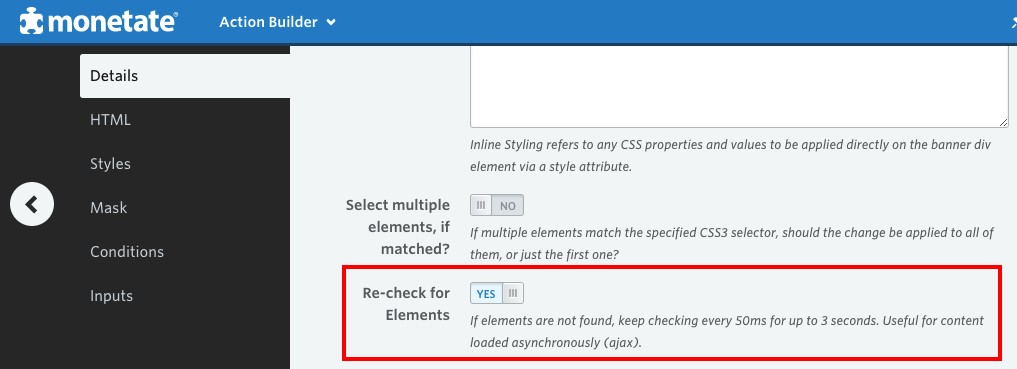 monetate®
Action Builder
Details
HTML
Styles
Mask
Conditions
Inputs
Inline Styling refers to any CSS properties and values to be applied directly on the banner div
element via a style attribute.
Select multiple
elements, if
matched?
NO
If multiple elements match the specified CSS3 selector, should the change be applied to all of
them, or just the first one?
Re-check for
Elements
YES
If elements are not found, keep checking every 50ms for up to 3 seconds. Useful for content
loaded asynchronously (ajax).